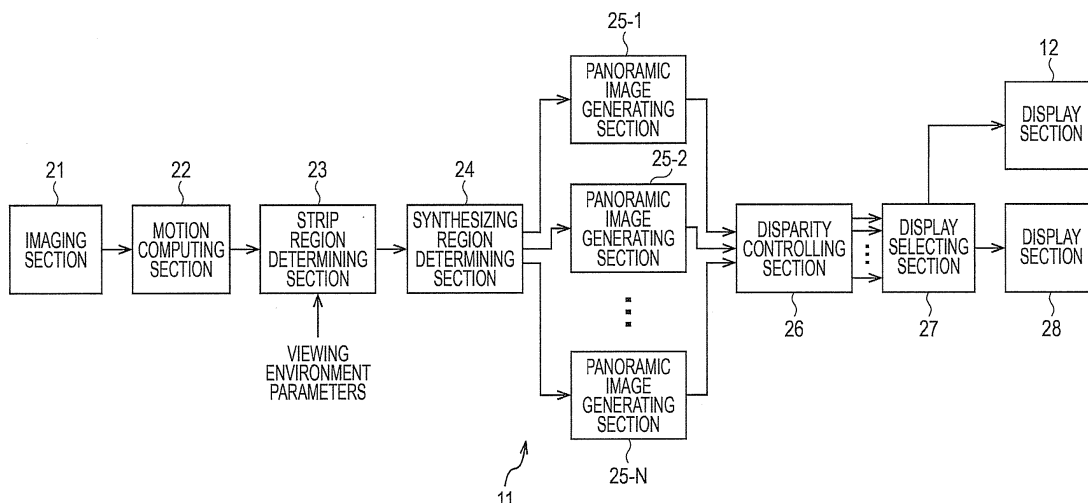 25-1
PANORAMIC
IMAGE
GENERATING
SECTION
12
DISPLAY
SECTION
21
IMAGING
SECTION
22
MOTION
COMPUTING
SECTION
23
STRIP
REGION
DETERMINING
SECTION
VIEWING
ENVIRONMENT
PARAMETERS
24
SYNTHESIZING
REGION
DETERMINING
SECTION
25-2
PANORAMIC
IMAGE
GENERATING
SECTION
PANORAMIC
IMAGE
GENERATING
SECTION
25-N
DISPARITY
CONTROLLING
SECTION
26
DISPLAY
SELECTING
SECTION
27
DISPLAY
SECTION
28
11